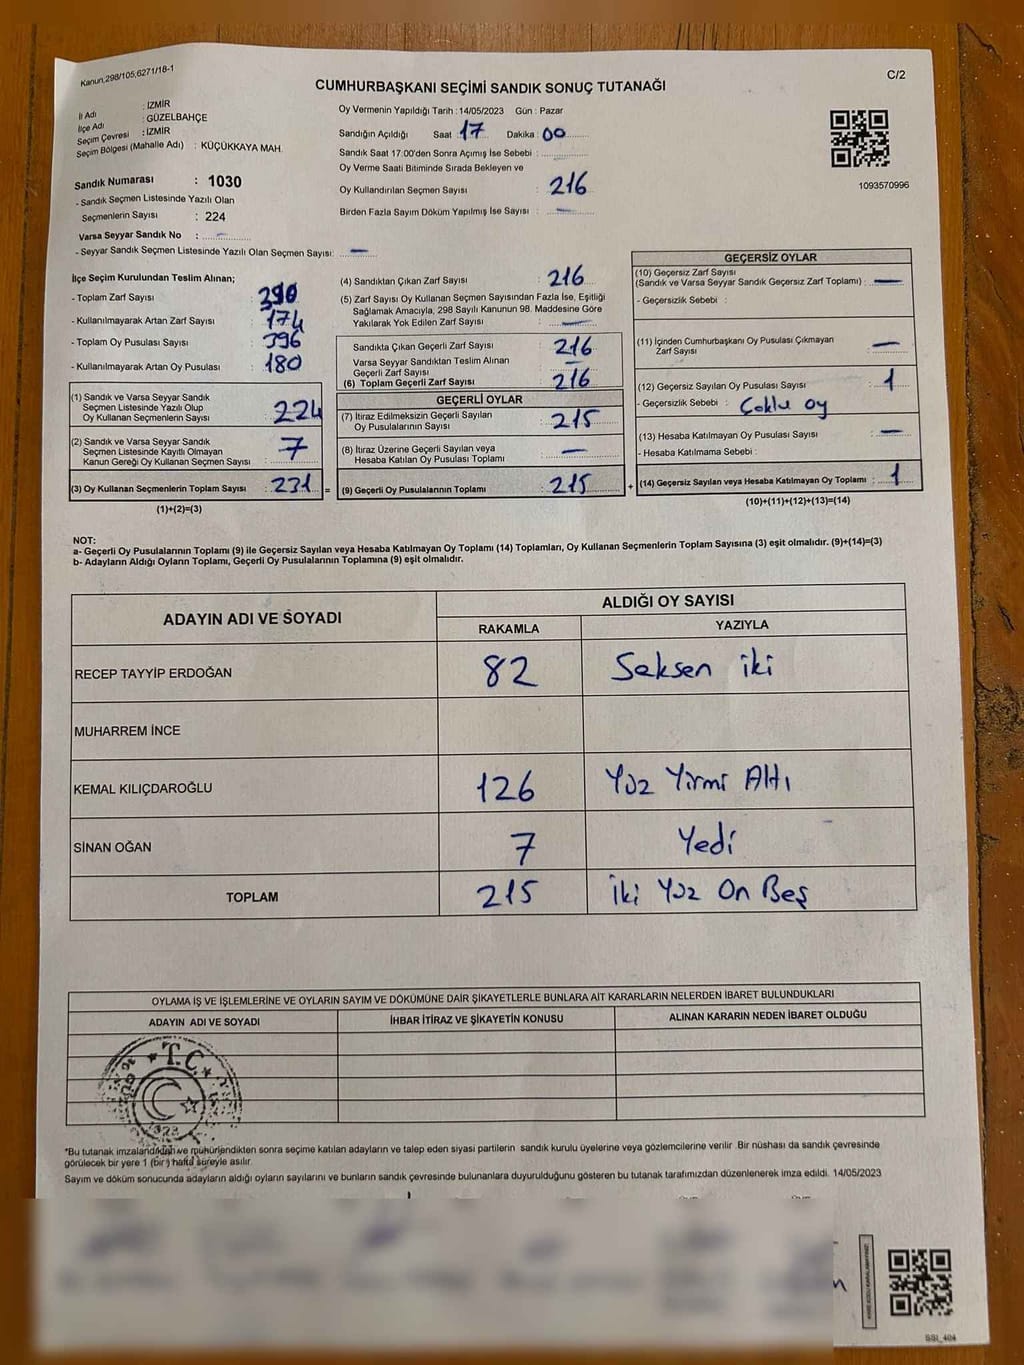 Kanun,298/105,6271/18-1
C/2
CUMHURBAŞKANI SEÇİMİ SANDIK SONUÇ TUTANAĞI
İl Adı : İZMİR
İlçe Adı : GÜZELBAHÇE
Seçim Çevresi : İZMİR
Seçim Bölgesi (Mahalle Adı) : KÜÇÜKKAYA MAH.
Sandık Numarası : 1030
- Sandık Seçmen Listesinde Yazılı Olan
Seçmenlerin Sayısı : 224
Varsa Seyyar Sandık No : —
- Seyyar Sandık Seçmen Listesinde Yazılı Olan Seçmen Sayısı: —
Oy Vermenin Yapıldığı Tarih : 14/05/2023 Gün : Pazar
Sandığın Açıldığı Saat 17 Dakika 00
Sandık Saat 17:00'den Sonra Açımış İse Sebebi :
Oy Verme Saati Bitiminde Sırada Bekleyen ve
Oy Kullandırılan Seçmen Sayısı : 216
Birden Fazla Sayım Döküm Yapılmış İse Sayısı : —
1093570996
İlçe Seçim Kurulundan Teslim Alınan;
- Toplam Zarf Sayısı : 390
- Kullanılmayarak Artan Zarf Sayısı : 174
- Toplam Oy Pusulası Sayısı : 396
- Kullanılmayarak Artan Oy Pusulası : 180
(1) Sandık ve Varsa Seyyar Sandık
Seçmen Listesinde Yazılı Olup
Oy Kullanan Seçmenlerin Sayısı : 224
(2) Sandık ve Varsa Seyyar Sandık
Seçmen Listesinde Kayıtlı Olmayan
Kanun Gereği Oy Kullanan Seçmen Sayısı : 7
(3) Oy Kullanan Seçmenlerin Toplam Sayısı : 231 =
(1)+(2)=(3)
(4) Sandıktan Çıkan Zarf Sayısı : 216
(5) Zarf Sayısı Oy Kullanan Seçmen Sayısından Fazla İse, Eşitliği
Sağlamak Amacıyla, 298 Sayılı Kanunun 98. Maddesine Göre
Yakılarak Yok Edilen Zarf Sayısı : —
Sandıkta Çıkan Geçerli Zarf Sayısı : 216
Varsa Seyyar Sandıktan Teslim Alınan
Geçerli Zarf Sayısı : —
(6) Toplam Geçerli Zarf Sayısı : 216
GEÇERLİ OYLAR
(7) İtiraz Edilmeksizin Geçerli Sayılan
Oy Pusulalarının Sayısı : 215
(8) İtiraz Üzerine Geçerli Sayılan veya
Hesaba Katılan Oy Pusulası Toplamı : —
(9) Geçerli Oy Pusulalarının Toplamı : 215 +
GEÇERSİZ OYLAR
(10) Geçersiz Zarf Sayısı
(Sandık ve Varsa Seyyar Sandık Geçersiz Zarf Toplamı) : —
- Geçersizlik Sebebi :
(11) İçinden Cumhurbaşkanı Oy Pusulası Çıkmayan
Zarf Sayısı : —
(12) Geçersiz Sayılan Oy Pusulası Sayısı : 1
- Geçersizlik Sebebi : Çoklu oy
(13) Hesaba Katılmayan Oy Pusulası Sayısı : —
- Hesaba Katılmama Sebebi :
(14) Geçersiz Sayılan veya Hesaba Katılmayan Oy Toplamı : 1
(10)+(11)+(12)+(13)=(14)
NOT:
a- Geçerli Oy Pusulalarının Toplamı (9) ile Geçersiz Sayılan veya Hesaba Katılmayan Oy Toplamı (14) Toplamları, Oy Kullanan Seçmenlerin Toplam Sayısına (3) eşit olmalıdır. (9)+(14)=(3)
b- Adayların Aldığı Oyların Toplamı, Geçerli Oy Pusulalarının Toplamına (9) eşit olmalıdır.
ADAYIN ADI VE SOYADI
ALDIĞI OY SAYISI
RAKAMLA YAZIYLA
RECEP TAYYİP ERDOĞAN 82 Seksen iki
MUHARREM İNCE
KEMAL KILIÇDAROĞLU 126 Yüz Yirmi Altı
SİNAN OĞAN 7 Yedi
TOPLAM 215 İki Yüz On Beş
OYLAMA İŞ VE İŞLEMLERİNE VE OYLARIN SAYIM VE DÖKÜMÜNE DAİR ŞİKAYETLERLE BUNLARA AİT KARARLARIN NELERDEN İBARET BULUNDUKLARI
ADAYIN ADI VE SOYADI İHBAR İTİRAZ VE ŞİKAYETİN KONUSU ALINAN KARARIN NEDEN İBARET OLDUĞU
T.C.
*Bu tutanak imzalandıktan ve mühürlendikten sonra seçime katılan adayların ve talep eden siyasi partilerin sandık kurulu üyelerine veya gözlemcilerine verilir. Bir nüshası da sandık çevresinde
görülecek bir yere 1 (bir) hafta süreyle asılır.
Sayım ve döküm sonucunda adayların aldığı oyların sayılarını ve bunların sandık çevresinde bulunanlara duyurulduğunu gösteren bu tutanak tarafımızdan düzenlenerek imza edildi. 14/05/2023
SSI_404